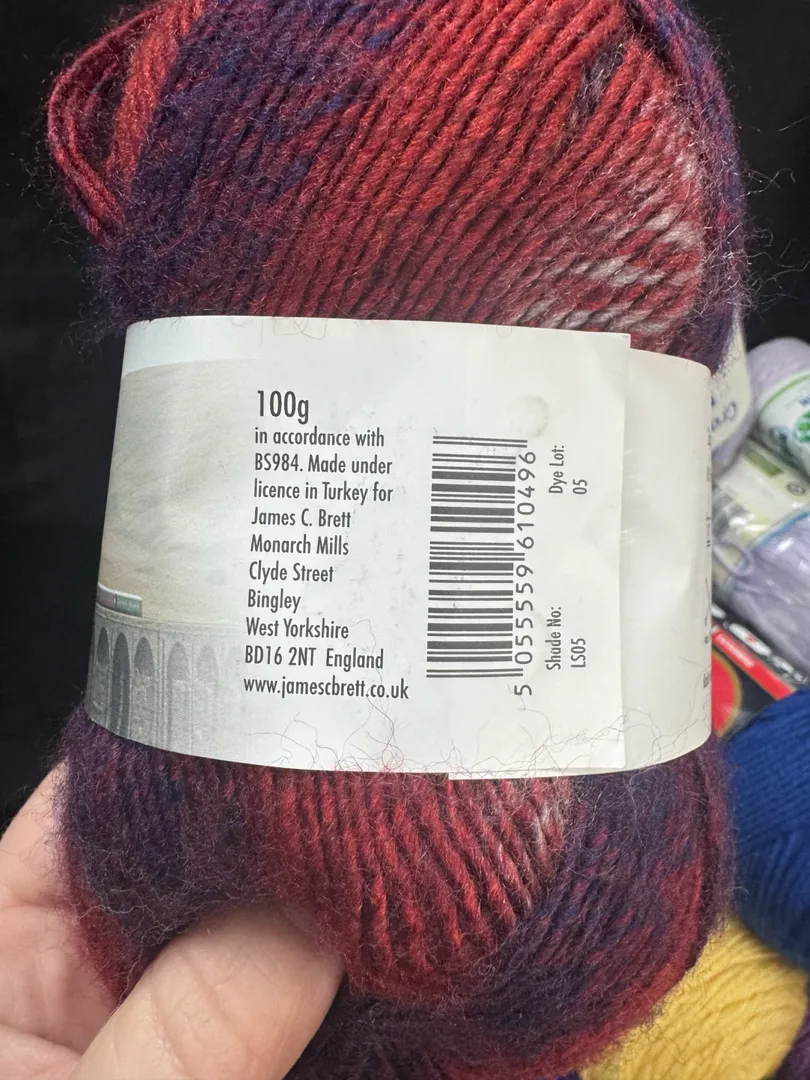 100g
in accordance with
BS984. Made under
licence in Turkey for
James C. Brett
Monarch Mills
Clyde Street
Bingley
West Yorkshire
BD16 2NT England
www.jamescbrett.co.uk
5 055559 610496
Shade No:
LS05
Dye Lot:
05